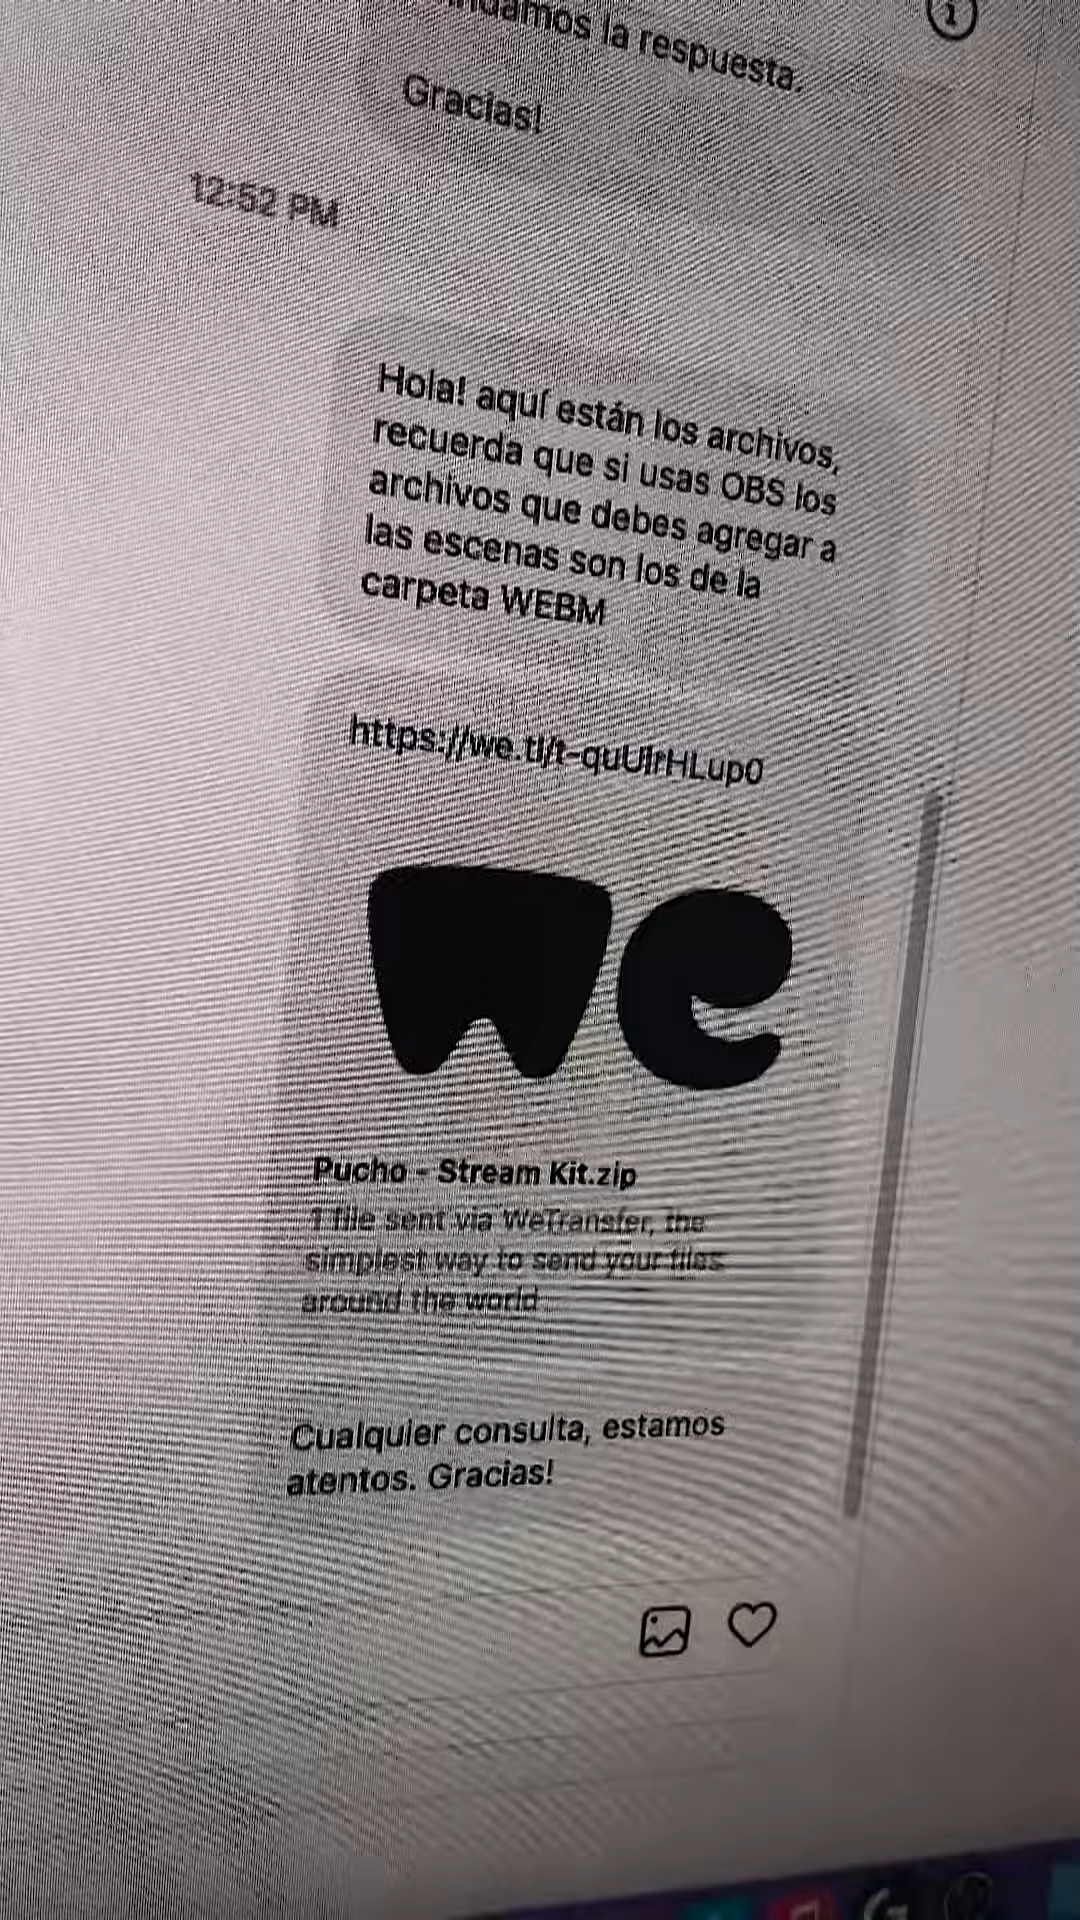 la respuesta.
Gracias!
12:52 PM
Hola! aquí están los archivos,
recuerda que si usas OBS los
archivos que debes agregar a
las escenas son los de la
carpeta WEBM
https://we.tl/t-quUlrHLup0
we
Pucho - Stream Kit.zip
1 file sent via WeTransfer, the
simplest way to send your files
around the world
Cualquier consulta, estamos
atentos. Gracias!